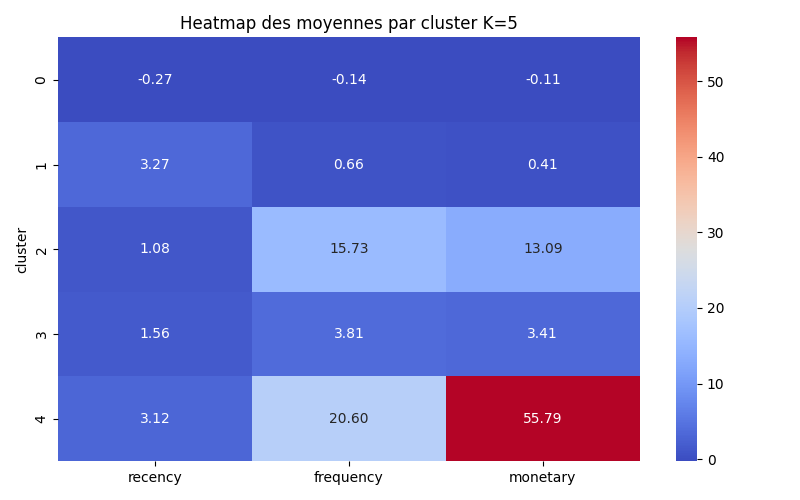 Heatmap des moyennes par cluster K=5
0 -0.27 -0.14 -0.11
1 3.27 0.66 0.41
2 1.08 15.73 13.09
3 1.56 3.81 3.41
4 3.12 20.60 55.79
cluster
recency frequency monetary
50
40
30
20
10
0